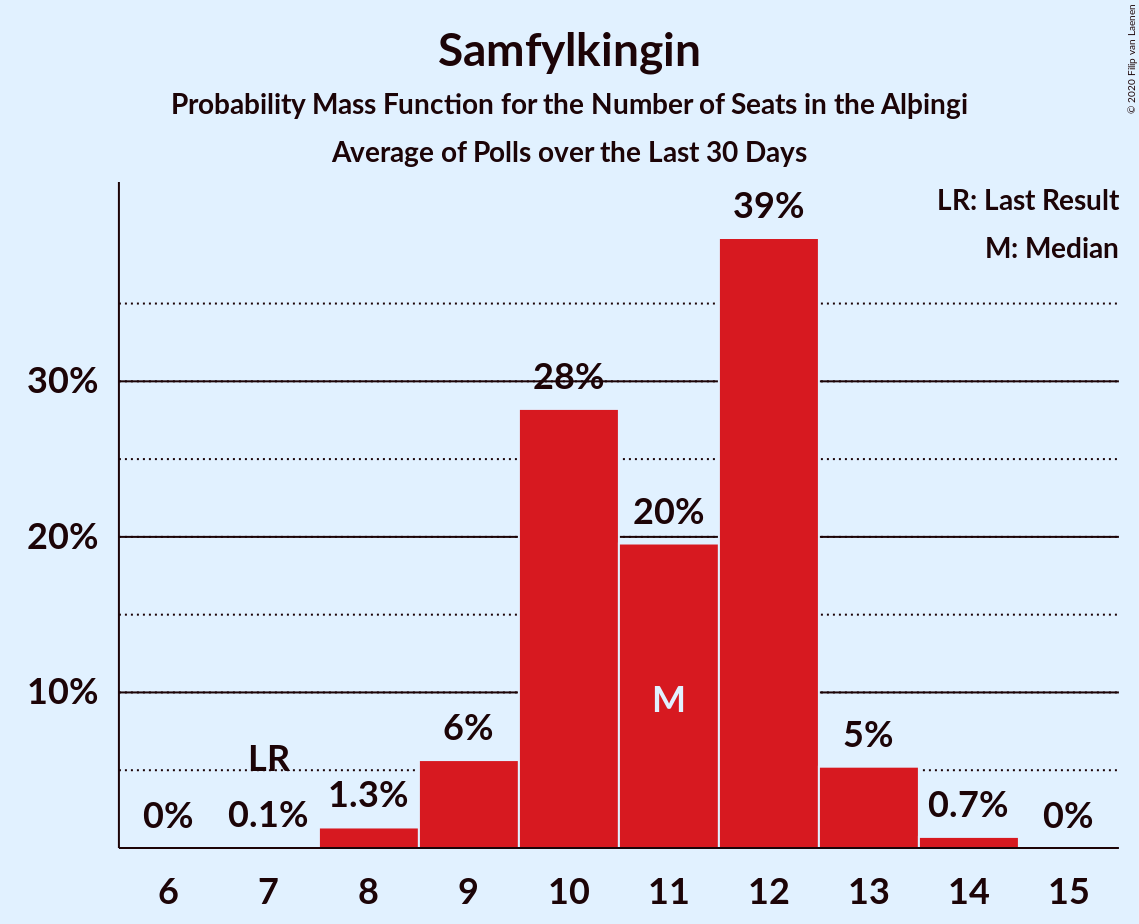 Samfylkingin
Probability Mass Function for the Number of Seats in the Alþingi
Average of Polls over the Last 30 Days
© 2020 Filip van Laenen
LR: Last Result
M: Median
39%
30%
28%
20%
20%
10%
M
6%
5%
LR
1.3%
0.7%
0%
0.1%
0%
6 7 8 9 10 11 12 13 14 15